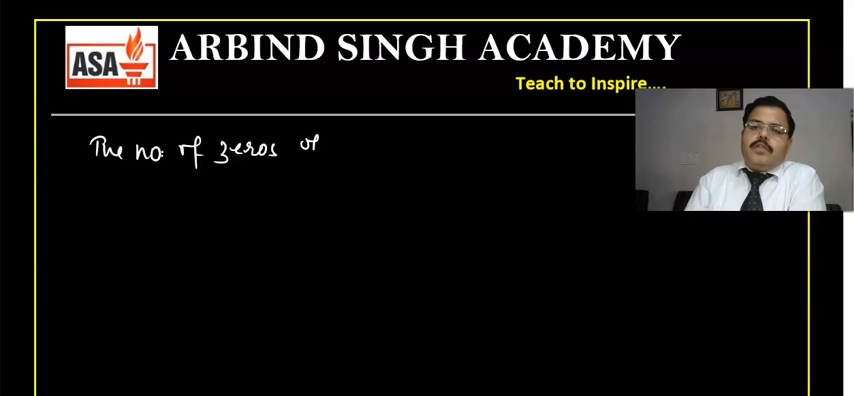 ASA
ARBIND SINGH ACADEMY
Teach to Inspire....
The no: of zeros of